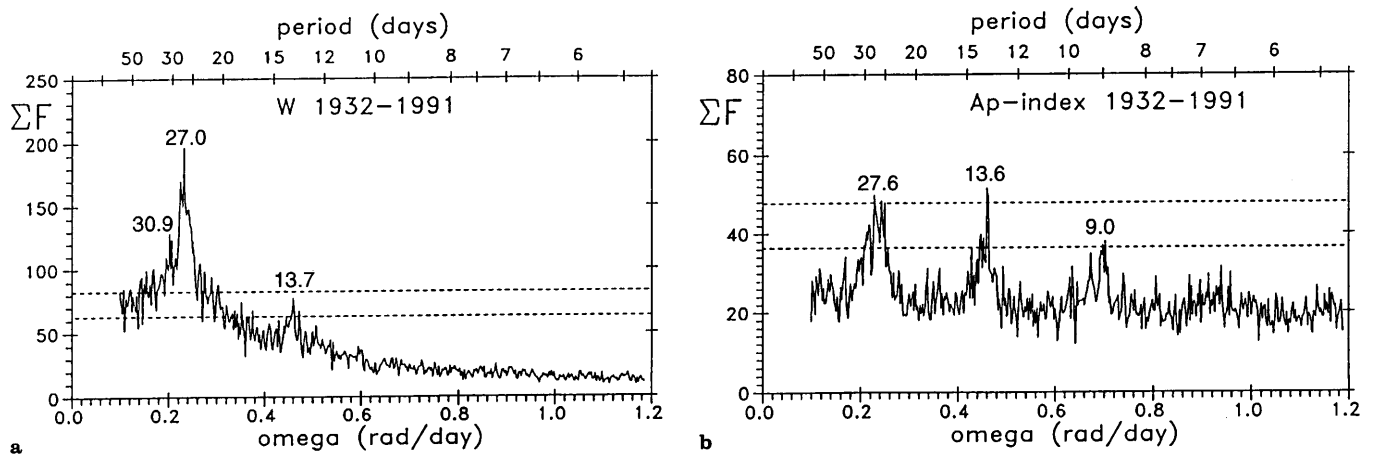 period (days)
50 30 20 15 12 10 8 7 6
250
W 1932-1991
ΣF
27.0
200
150
30.9
100
13.7
50
0
0.0 0.2 0.4 0.6 0.8 1.0 1.2
omega (rad/day)
a
period (days)
50 30 20 15 12 10 8 7 6
80
Ap-index 1932-1991
ΣF
60
27.6
13.6
40
9.0
20
0
0.0 0.2 0.4 0.6 0.8 1.0 1.2
omega (rad/day)
b